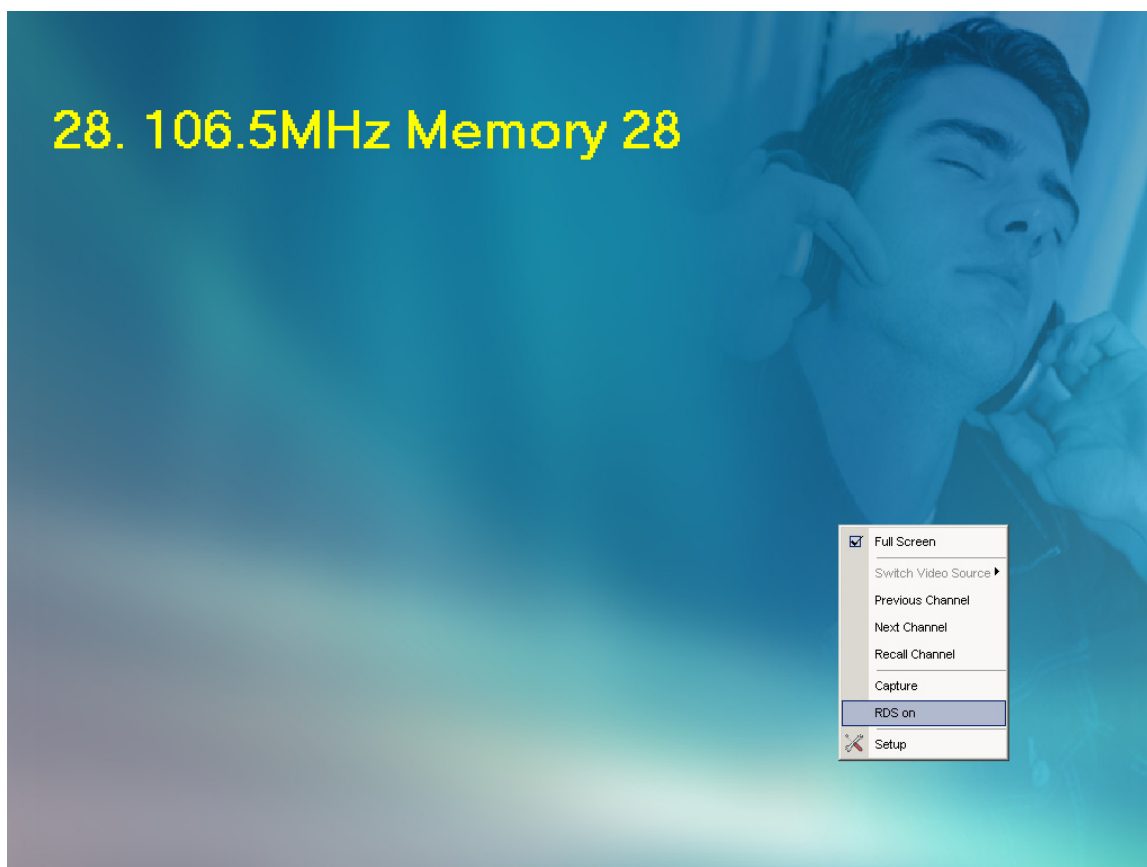 28. 106.5MHz Memory 28
Full Screen
Switch Video Source
Previous Channel
Next Channel
Recall Channel
Capture
RDS on
Setup